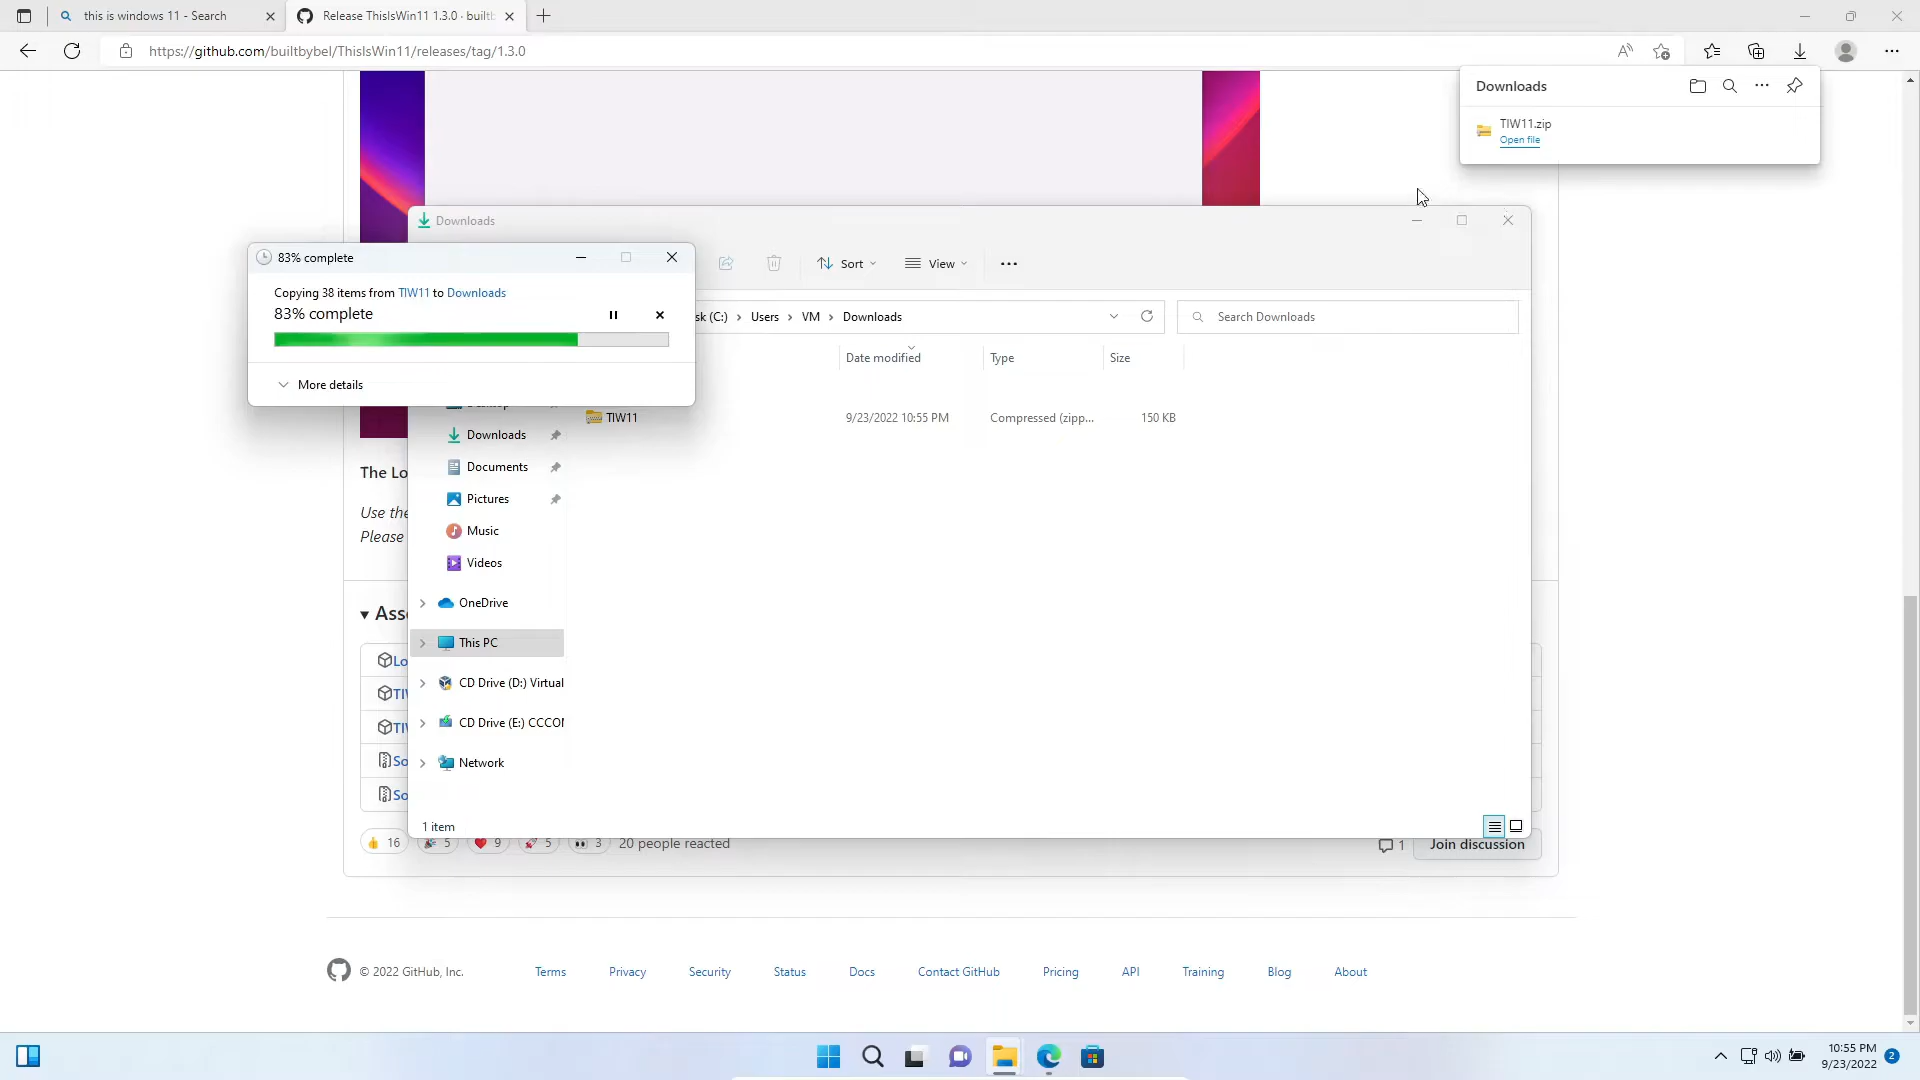 this is windows 11 - Search
Release ThisIsWin11 1.3.0 · built
https://github.com/builtbybel/ThisIsWin11/releases/tag/1.3.0
Downloads
TIW11.zip
Open file
Downloads
83% complete
Sort
View
Copying 38 items from TIW11 to Downloads
83% complete
More details
sk (C:) › Users › VM › Downloads
Search Downloads
Date modified
Type
Size
TIW11
9/23/2022 10:55 PM
Compressed (zipp...
150 KB
Downloads
Documents
Pictures
Music
Videos
OneDrive
This PC
CD Drive (D:) Virtual
CD Drive (E:) CCCO
Network
1 item
The Lo
Use the
Please
Ass
Lo
TIW
TIW
So
So
16
5
9
5
3
20 people reacted
1
Join discussion
© 2022 GitHub, Inc.
Terms
Privacy
Security
Status
Docs
Contact GitHub
Pricing
API
Training
Blog
About
10:55 PM
9/23/2022
2